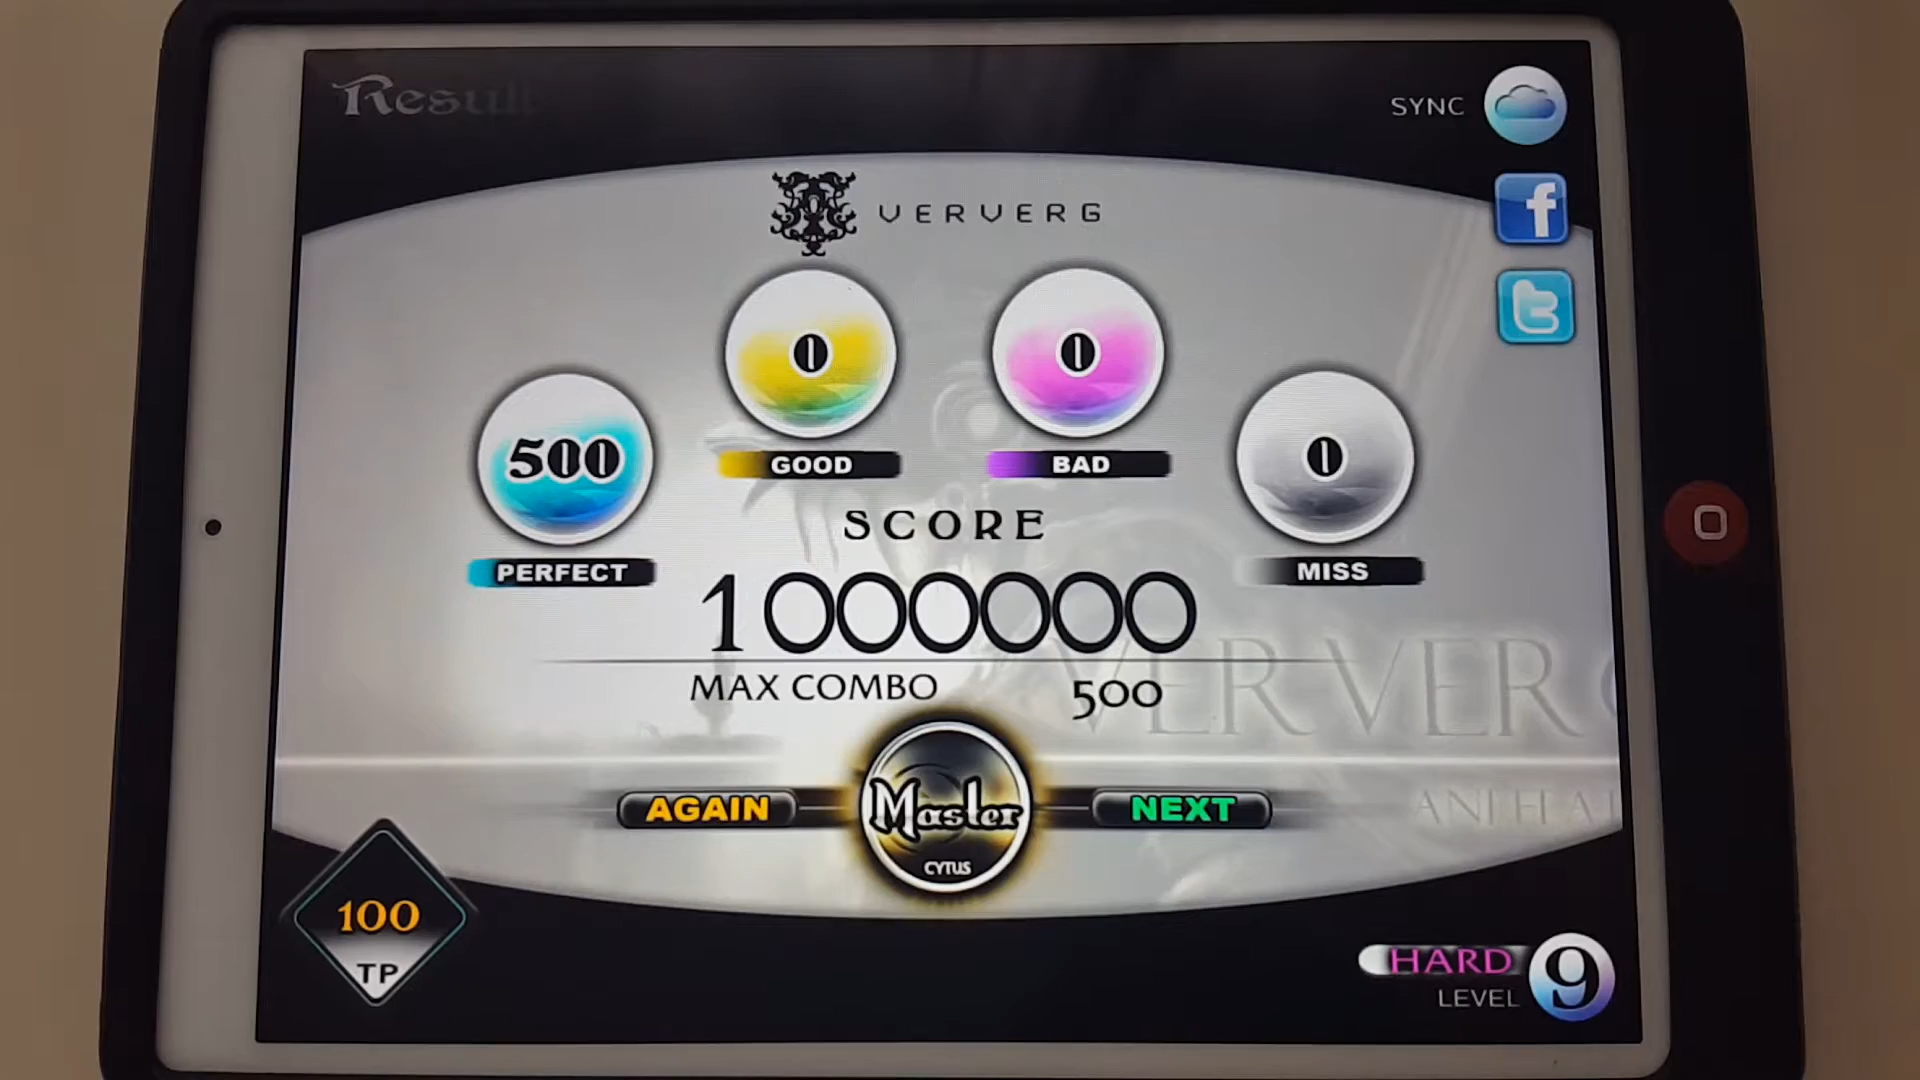 Result
SYNC
VERVERG
0
0
GOOD
BAD
500
0
PERFECT
MISS
SCORE
1000000
MAX COMBO 500
VERVERG
AGAIN
Master
CYTUS
NEXT
100
TP
HARD
LEVEL
9